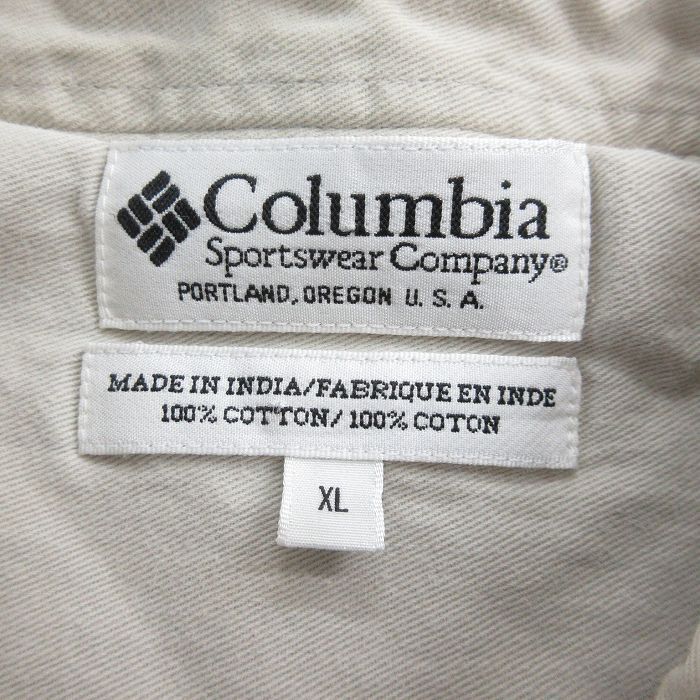 Columbia
Sportswear Company®
PORTLAND, OREGON U. S. A.
MADE IN INDIA/FABRIQUE EN INDE
100% COTTON/ 100% COTON
XL